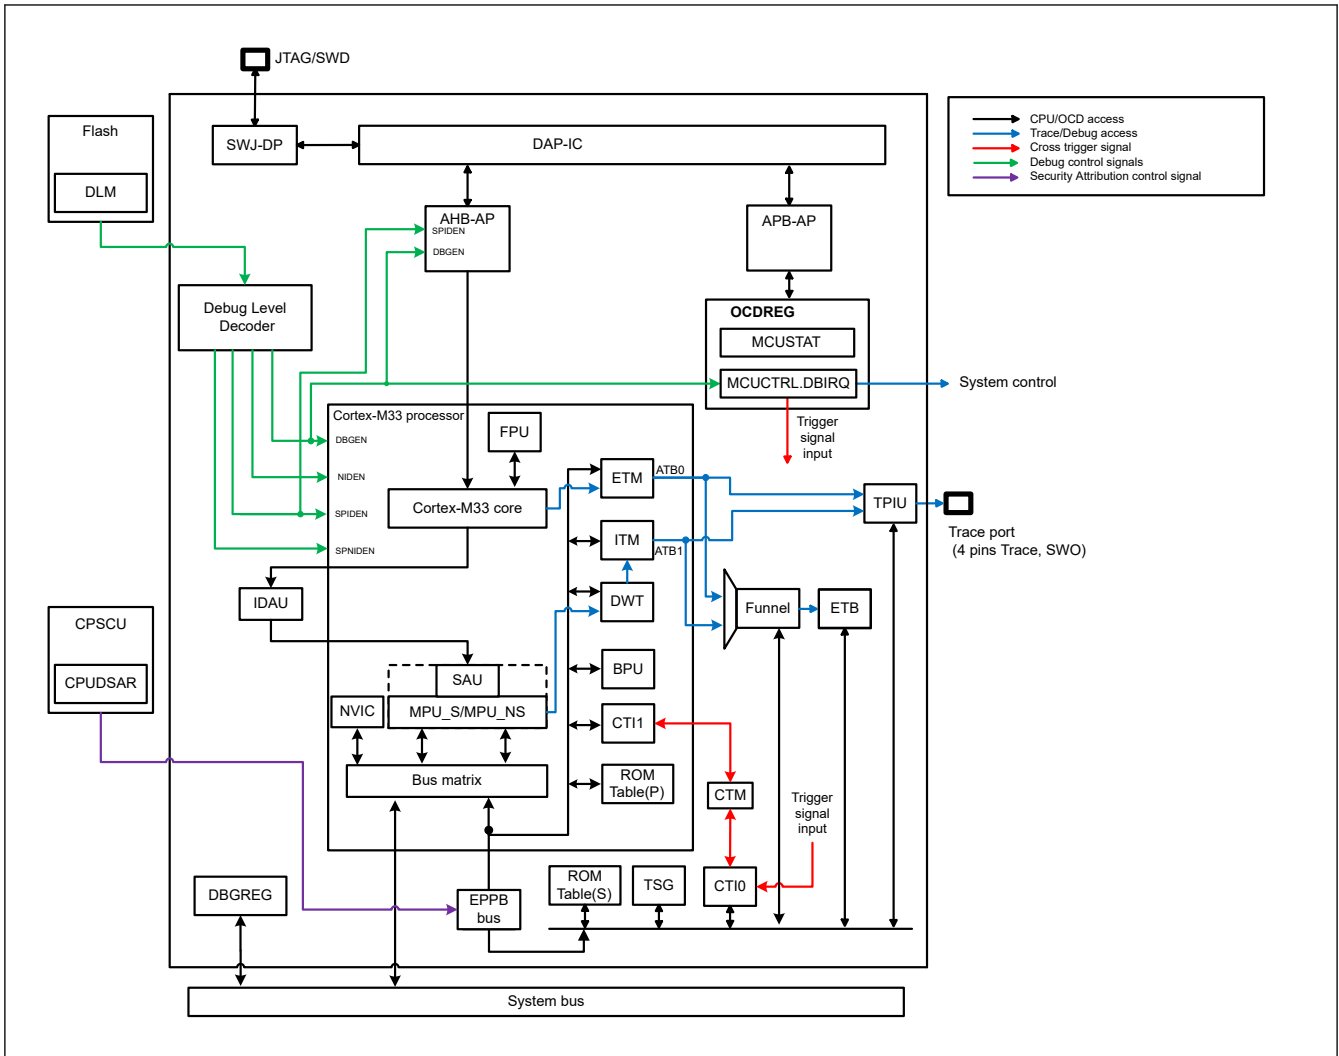 JTAG/SWD
Flash
DLM
SWJ-DP
DAP-IC
CPU/OCD access
Trace/Debug access
Cross trigger signal
Debug control signals
Security Attribution control signal
AHB-AP
SPIDEN
DBGEN
APB-AP
Debug Level
Decoder
OCDREG
MCUSTAT
MCUCTRL.DBIRQ
System control
Trigger
signal
input
Cortex-M33 processor
DBGEN
NIDEN
SPIDEN
SPNIDEN
FPU
Cortex-M33 core
ETM
ATB0
ITM
ATB1
DWT
TPIU
Trace port
(4 pins Trace, SWO)
Funnel
ETB
IDAU
CPSCU
CPUDSAR
SAU
MPU_S/MPU_NS
NVIC
Bus matrix
BPU
CTI1
ROM
Table(P)
CTM
Trigger
signal
input
DBGREG
EPPB
bus
ROM
Table(S)
TSG
CTI0
System bus